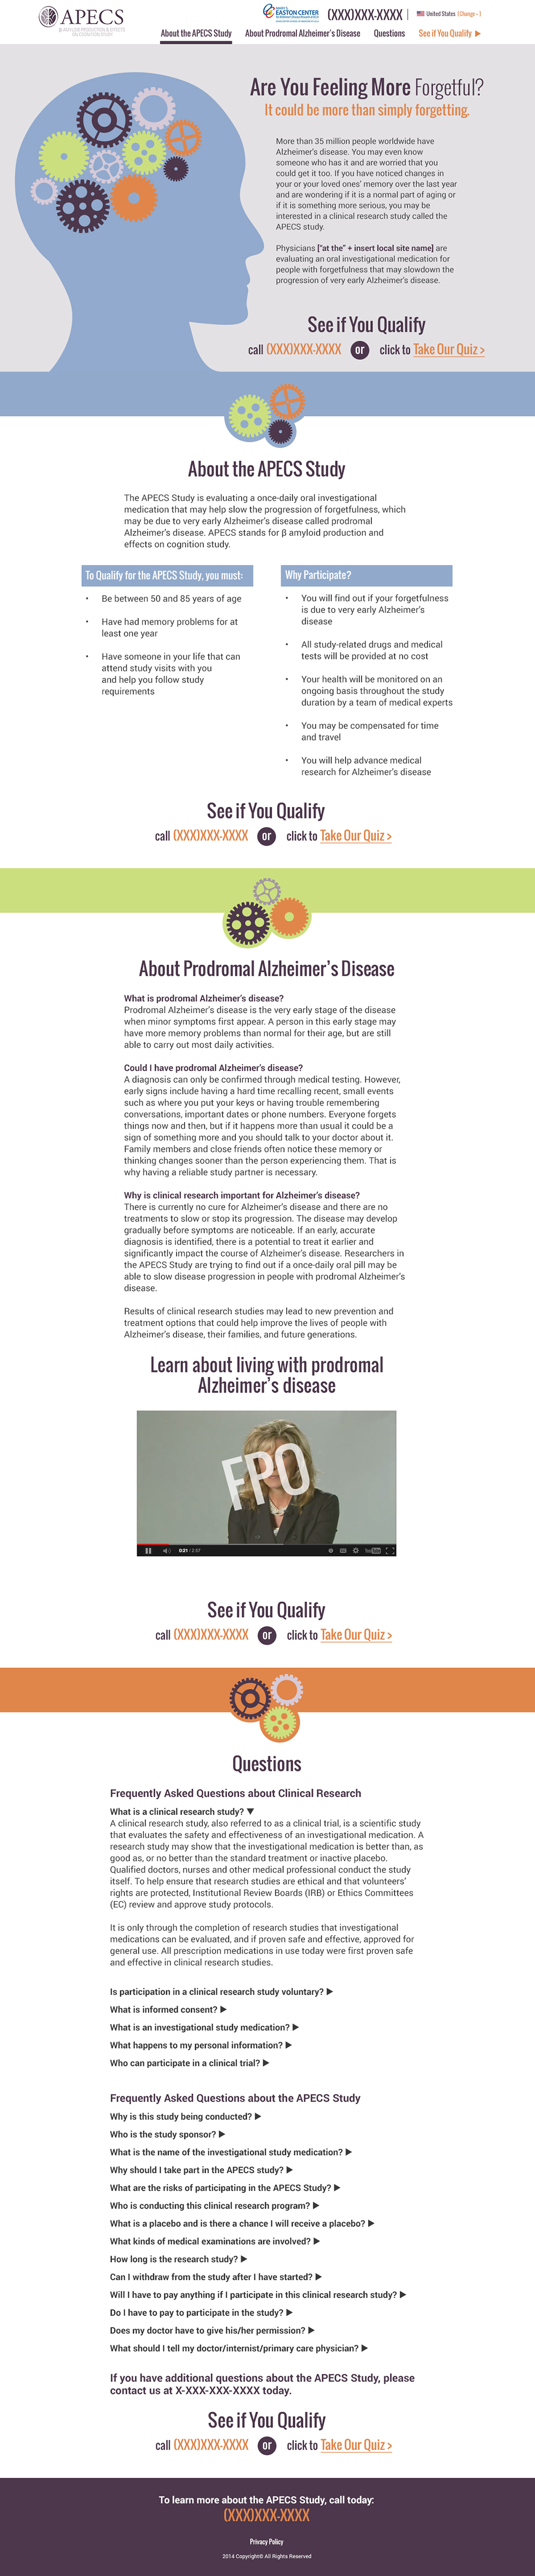 APECS
β AMYLOID PRODUCTION & EFFECTS
ON COGNITION STUDY
EASTON CENTER
(XXX)XXX-XXXX
United States (Change › )
About the APECS Study
About Prodromal Alzheimer's Disease
Questions
See if You Qualify ▶
Are You Feeling More Forgetful?
It could be more than simply forgetting.
More than 35 million people worldwide have
Alzheimer's disease. You may even know
someone who has it and are worried that you
could get it too. If you have noticed changes in
your or your loved ones' memory over the last year
and are wondering if it is a normal part of aging or
if it is something more serious, you may be
interested in a clinical research study called the
APECS study.
Physicians ["at the" + insert local site name] are
evaluating an oral investigational medication for
people with forgetfulness that may slowdown the
progression of very early Alzheimer's disease.
See if You Qualify
call (XXX)XXX-XXXX or click to Take Our Quiz >
About the APECS Study
The APECS Study is evaluating a once-daily oral investigational
medication that may help slow the progression of forgetfulness, which
may be due to very early Alzheimer's disease called prodromal
Alzheimer's disease. APECS stands for β amyloid production and
effects on cognition study.
To Qualify for the APECS Study, you must:
• Be between 50 and 85 years of age
• Have had memory problems for at
least one year
• Have someone in your life that can
attend study visits with you
and help you follow study
requirements
Why Participate?
• You will find out if your forgetfulness
is due to very early Alzheimer's
disease
• All study-related drugs and medical
tests will be provided at no cost
• Your health will be monitored on an
ongoing basis throughout the study
duration by a team of medical experts
• You may be compensated for time
and travel
• You will help advance medical
research for Alzheimer's disease
See if You Qualify
call (XXX)XXX-XXXX or click to Take Our Quiz >
About Prodromal Alzheimer's Disease
What is prodromal Alzheimer's disease?
Prodromal Alzheimer's disease is the very early stage of the disease
when minor symptoms first appear. A person in this early stage may
have more memory problems than normal for their age, but are still
able to carry out most daily activities.
Could I have prodromal Alzheimer's disease?
A diagnosis can only be confirmed through medical testing. However,
early signs include having a hard time recalling recent, small events
such as where you put your keys or having trouble remembering
conversations, important dates or phone numbers. Everyone forgets
things now and then, but if it happens more than usual it could be a
sign of something more and you should talk to your doctor about it.
Family members and close friends often notice these memory or
thinking changes sooner than the person experiencing them. That is
why having a reliable study partner is necessary.
Why is clinical research important for Alzheimer's disease?
There is currently no cure for Alzheimer's disease and there are no
treatments to slow or stop its progression. The disease may develop
gradually before symptoms are noticeable. If an early, accurate
diagnosis is identified, there is a potential to treat it earlier and
significantly impact the course of Alzheimer's disease. Researchers in
the APECS Study are trying to find out if a once-daily oral pill may be
able to slow disease progression in people with prodromal Alzheimer's
disease.
Results of clinical research studies may lead to new prevention and
treatment options that could help improve the lives of people with
Alzheimer's disease, their families, and future generations.
Learn about living with prodromal
Alzheimer's disease
FPO
0:21 / 2:57
YouTube
See if You Qualify
call (XXX)XXX-XXXX or click to Take Our Quiz >
Questions
Frequently Asked Questions about Clinical Research
What is a clinical research study? ▼
A clinical research study, also referred to as a clinical trial, is a scientific study
that evaluates the safety and effectiveness of an investigational medication. A
research study may show that the investigational medication is better than, as
good as, or no better than the standard treatment or inactive placebo.
Qualified doctors, nurses and other medical professional conduct the study
itself. To help ensure that research studies are ethical and that volunteers'
rights are protected, Institutional Review Boards (IRB) or Ethics Committees
(EC) review and approve study protocols.
It is only through the completion of research studies that investigational
medications can be evaluated, and if proven safe and effective, approved for
general use. All prescription medications in use today were first proven safe
and effective in clinical research studies.
Is participation in a clinical research study voluntary? ▶
What is informed consent? ▶
What is an investigational study medication? ▶
What happens to my personal information? ▶
Who can participate in a clinical trial? ▶
Frequently Asked Questions about the APECS Study
Why is this study being conducted? ▶
Who is the study sponsor? ▶
What is the name of the investigational study medication? ▶
Why should I take part in the APECS study? ▶
What are the risks of participating in the APECS Study? ▶
Who is conducting this clinical research program? ▶
What is a placebo and is there a chance I will receive a placebo? ▶
What kinds of medical examinations are involved? ▶
How long is the research study? ▶
Can I withdraw from the study after I have started? ▶
Will I have to pay anything if I participate in this clinical research study? ▶
Do I have to pay to participate in the study? ▶
Does my doctor have to give his/her permission? ▶
What should I tell my doctor/internist/primary care physician? ▶
If you have additional questions about the APECS Study, please
contact us at X-XXX-XXX-XXXX today.
See if You Qualify
call (XXX)XXX-XXXX or click to Take Our Quiz >
To learn more about the APECS Study, call today:
(XXX)XXX-XXXX
Privacy Policy
2014 Copyright© All Rights Reserved